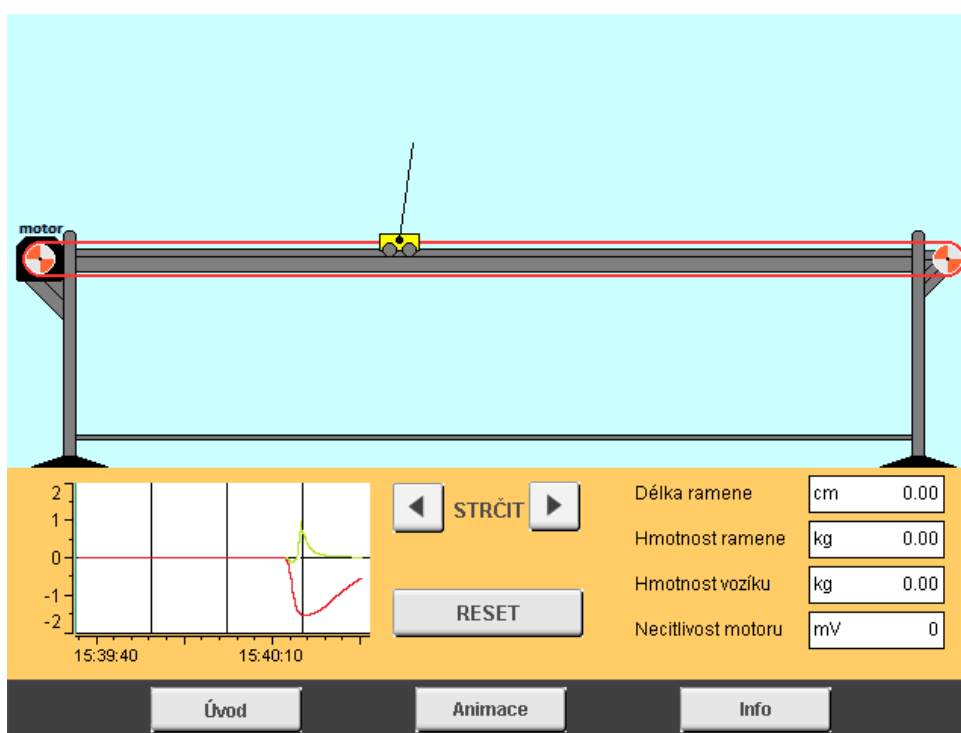 motor
2
1
0
-1
-2
15:39:40 15:40:10
STRČIT
RESET
Délka ramene cm 0.00
Hmotnost ramene kg 0.00
Hmotnost vozíku kg 0.00
Necitlivost motoru mV 0
Úvod Animace Info